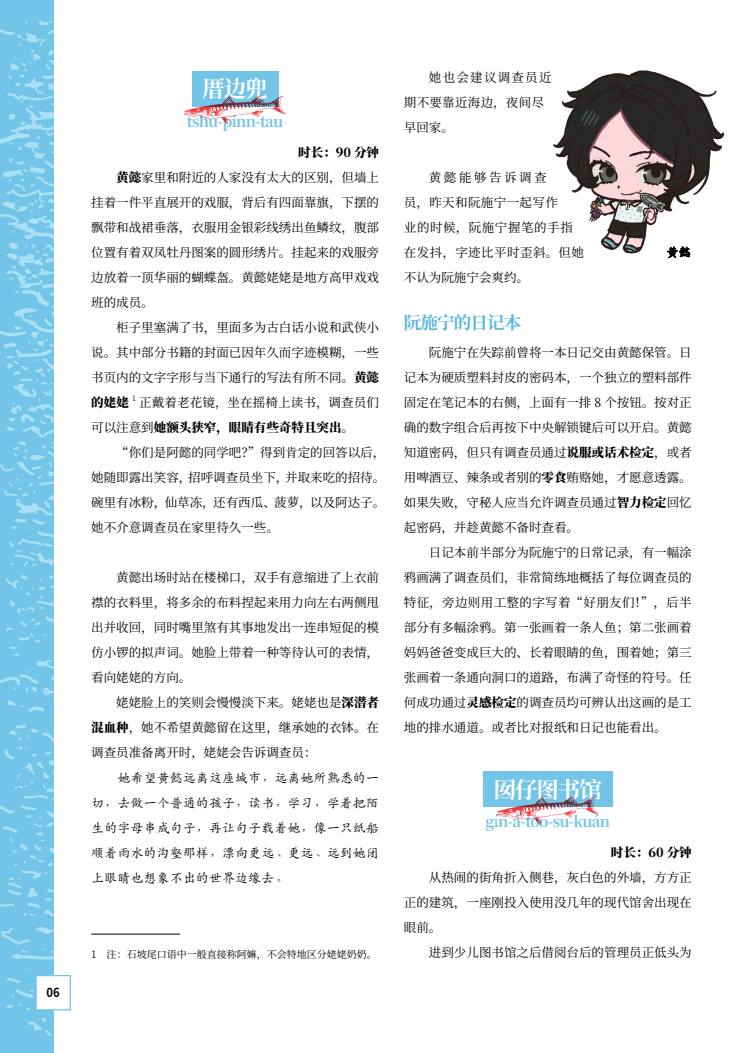 厝边兜
tshù-pinn-tau
时长：90 分钟
黄懿家里和附近的人家没有太大的区别，但墙上
挂着一件平直展开的戏服，背后有四面靠旗，下摆的
飘带和战裙垂落，衣服用金银彩线绣出鱼鳞纹，腹部
位置有着双凤牡丹图案的圆形绣片。挂起来的戏服旁
边放着一顶华丽的蝴蝶盔。黄懿姥姥是地方高甲戏戏
班的成员。
柜子里塞满了书，里面多为古白话小说和武侠小
说。其中部分书籍的封面已因年久而字迹模糊，一些
书页内的文字字形与当下通行的写法有所不同。黄懿
的姥姥 1 正戴着老花镜，坐在摇椅上读书，调查员们
可以注意到她额头狭窄，眼睛有些奇特且突出。
“你们是阿懿的同学吧？”得到肯定的回答以后，
她随即露出笑容，招呼调查员坐下，并取来吃的招待。
碗里有冰粉，仙草冻，还有西瓜、菠萝，以及阿达子。
她不介意调查员在家里待久一些。
黄懿出场时站在楼梯口，双手有意缩进了上衣前
襟的衣料里，将多余的布料捏起来用力向左右两侧甩
出并收回，同时嘴里煞有其事地发出一连串短促的模
仿小锣的拟声词。她脸上带着一种等待认可的表情，
看向姥姥的方向。
姥姥脸上的笑则会慢慢淡下来。姥姥也是深潜者
混血种，她不希望黄懿留在这里，继承她的衣钵。在
调查员准备离开时，姥姥会告诉调查员：
她希望黄懿远离这座城市，远离她所熟悉的一
切，去做一个普通的孩子，读书，学习，学着把陌
生的字母串成句子，再让句子载着她，像一只纸船
顺着雨水的沟壑那样，漂向更远、更远、远到她闭
上眼睛也想象不出的世界边缘去。
1 注：石坡尾口语中一般直接称阿嫲，不会特地区分姥姥奶奶。
06
她也会建议调查员近
期不要靠近海边，夜间尽
早回家。
黄懿能够告诉调查
员，昨天和阮施宁一起写作
业的时候，阮施宁握笔的手指
在发抖，字迹比平时歪斜。但她
不认为阮施宁会爽约。
黄懿
阮施宁的日记本
阮施宁在失踪前曾将一本日记交由黄懿保管。日
记本为硬质塑料封皮的密码本，一个独立的塑料部件
固定在笔记本的右侧，上面有一排 8 个按钮。按对正
确的数字组合后再按下中央解锁键后可以开启。黄懿
知道密码，但只有调查员通过说服或话术检定，或者
用啤酒豆、辣条或者别的零食贿赂她，才愿意透露。
如果失败，守秘人应当允许调查员通过智力检定回忆
起密码，并趁黄懿不备时查看。
日记本前半部分为阮施宁的日常记录，有一幅涂
鸦画满了调查员们，非常简练地概括了每位调查员的
特征，旁边则用工整的字写着“好朋友们！”，后半
部分有多幅涂鸦。第一张画着一条人鱼；第二张画着
妈妈爸爸变成巨大的、长着眼睛的鱼，围着她；第三
张画着一条通向洞口的道路，布满了奇怪的符号。任
何成功通过灵感检定的调查员均可辨认出这画的是工
地的排水通道。或者比对报纸和日记也能看出。
囡仔图书馆
gín-á-tôo-su-kuán
时长：60 分钟
从热闹的街角折入侧巷，灰白色的外墙，方方正
正的建筑，一座刚投入使用没几年的现代馆舍出现在
眼前。
进到少儿图书馆之后借阅台后的管理员正低头为